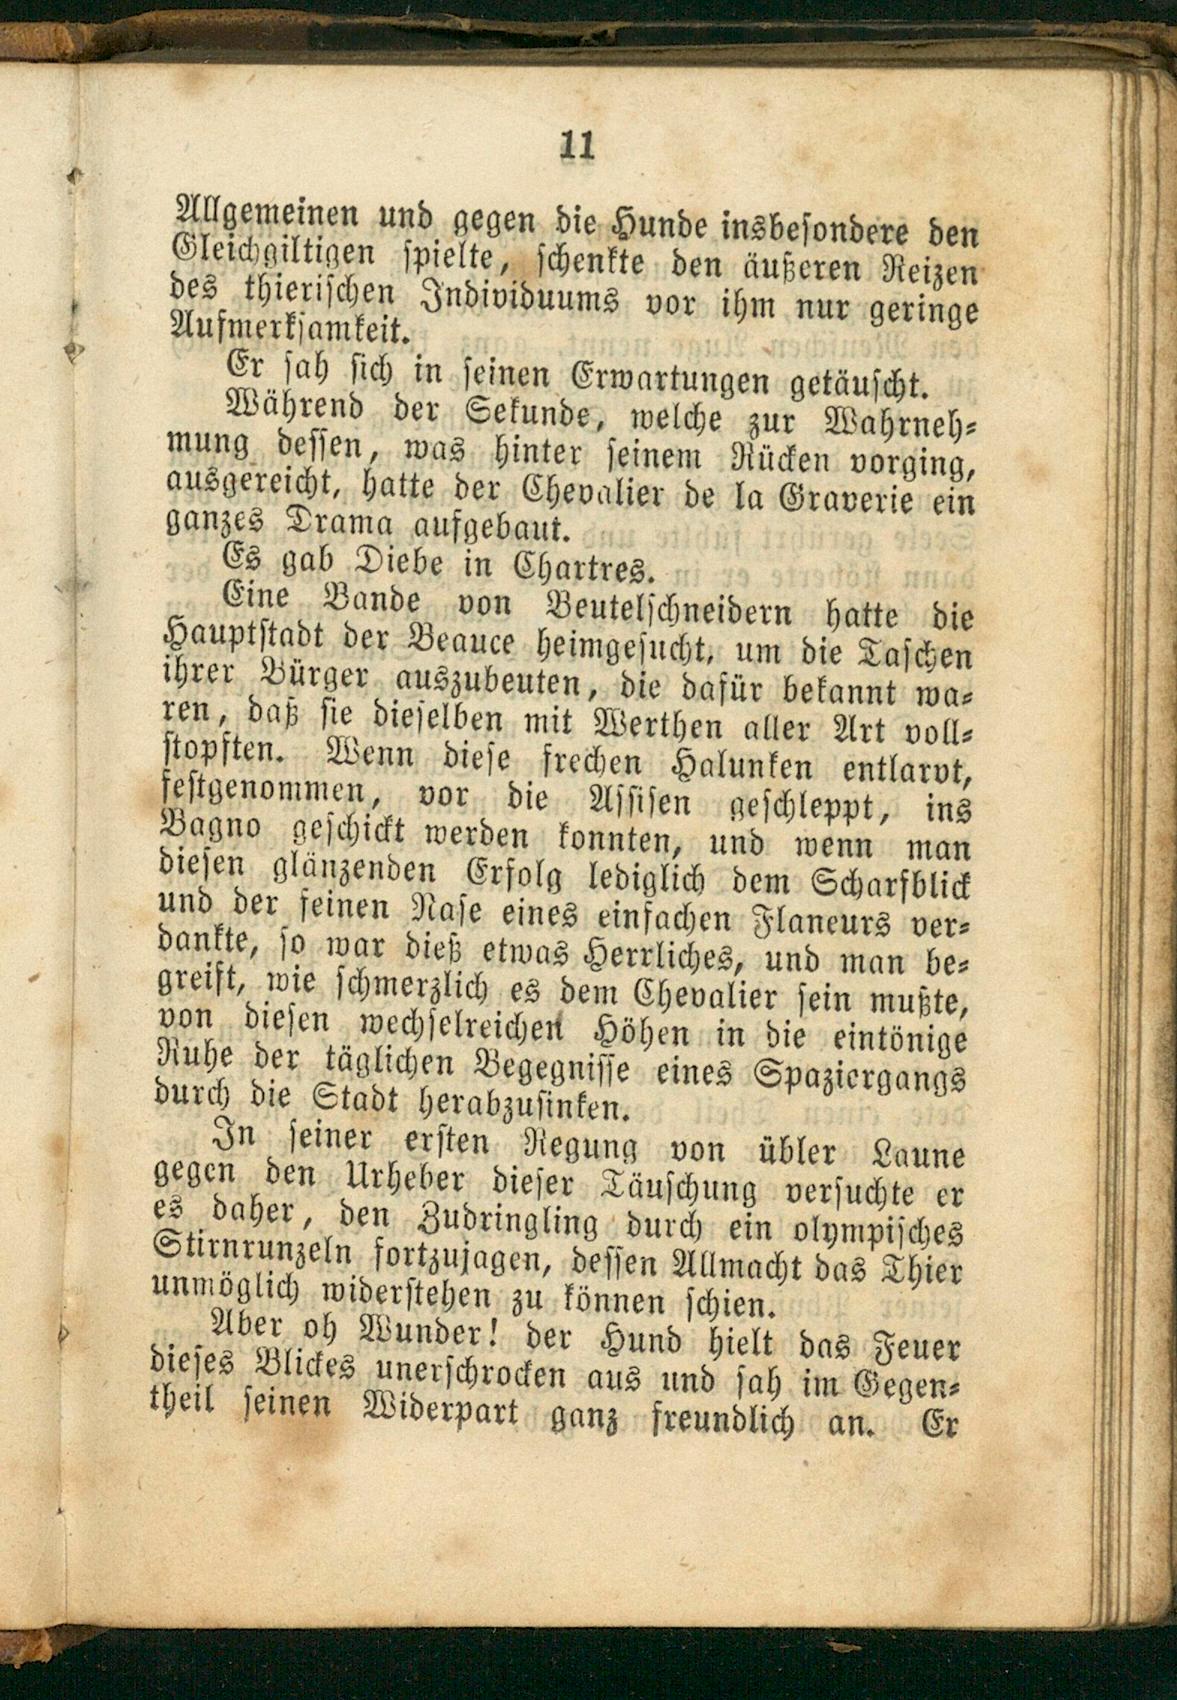 11
Allgemeinen und gegen die Hunde insbesondere den
Gleichgiltigen spielte, schenkte den äußeren Reizen
des thierischen Individuums vor ihm nur geringe
Aufmerksamkeit.
Er sah sich in seinen Erwartungen getäuscht.
Während der Sekunde, welche zur Wahrneh-
mung dessen, was hinter seinem Rücken vorging,
ausgereicht, hatte der Chevalier de la Graverie ein
ganzes Drama aufgebaut.
Es gab Diebe in Chartres.
Eine Bande von Beutelschneidern hatte die
Hauptstadt der Beauce heimgesucht, um die Taschen
ihrer Bürger auszubeuten, die dafür bekannt wa-
ren, daß sie dieselben mit Werthen aller Art voll-
stopften. Wenn diese frechen Halunken entlarvt,
festgenommen, vor die Assisen geschleppt, ins
Bagno geschickt werden konnten, und wenn man
diesen glänzenden Erfolg lediglich dem Scharfblick
und der feinen Nase eines einfachen Flaneurs ver-
dankte, so war dieß etwas Herrliches, und man be-
greift, wie schmerzlich es dem Chevalier sein mußte,
von diesen wechselreichen Höhen in die eintönige
Ruhe der täglichen Begegnisse eines Spaziergangs
durch die Stadt herabzusinken.
In seiner ersten Regung von übler Laune
gegen den Urheber dieser Täuschung versuchte er
es daher, den Zudringling durch ein olympisches
Stirnrunzeln fortzujagen, dessen Allmacht das Thier
unmöglich widerstehen zu können schien.
Aber oh Wunder! der Hund hielt das Feuer
dieses Blickes unerschrocken aus und sah im Gegen-
theil seinen Widerpart ganz freundlich an. Er